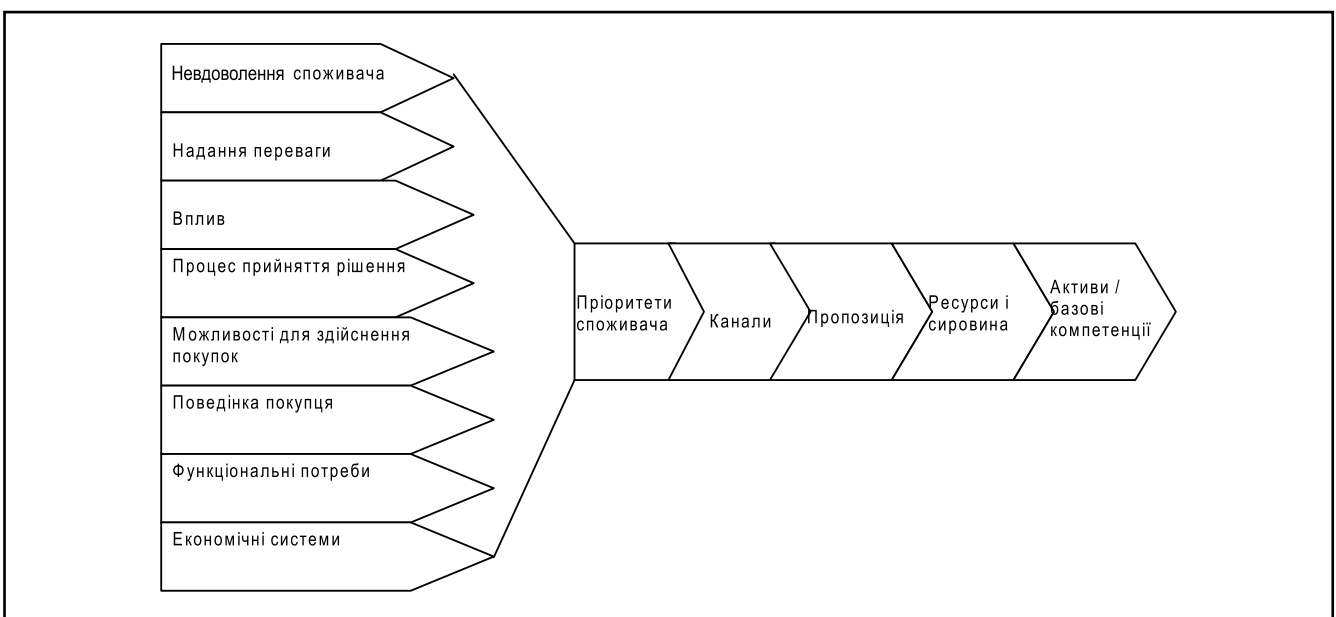 Невдоволення споживача
Надання переваги
Вплив
Процес прийняття рішення
Можливості для здійснення
покупок
Поведінка покупця
Функціональні потреби
Економічні системи
Пріоритети
споживача
Канали
Пропозиція
Ресурси і
сировина
Активи /
базові
компетенції